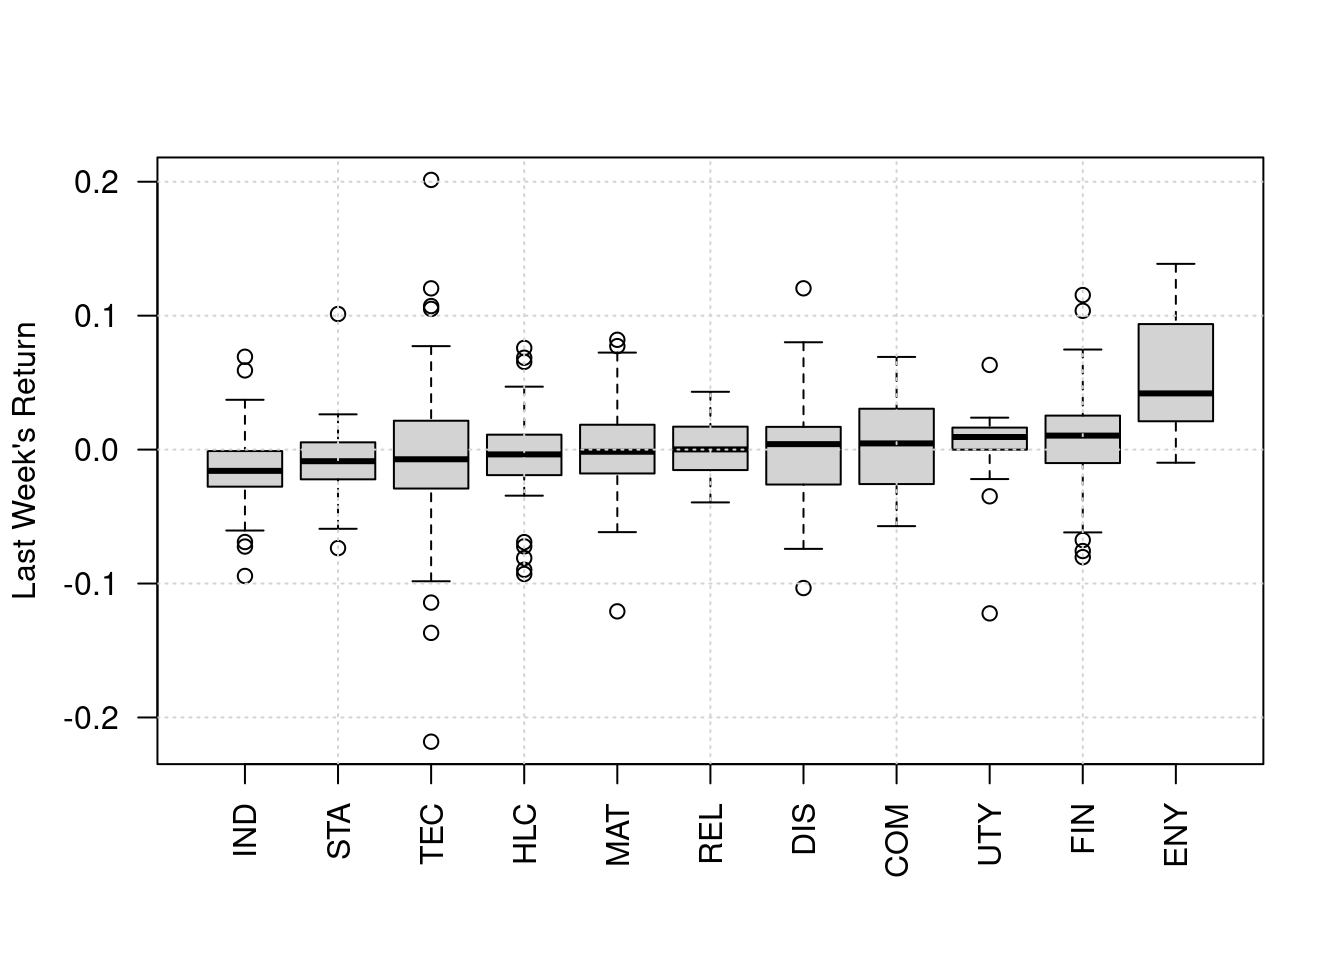 Last Week's Return
0.2
0.1
0.0
-0.1
-0.2
IND STA TEC HLC MAT REL DIS COM UTY FIN ENY